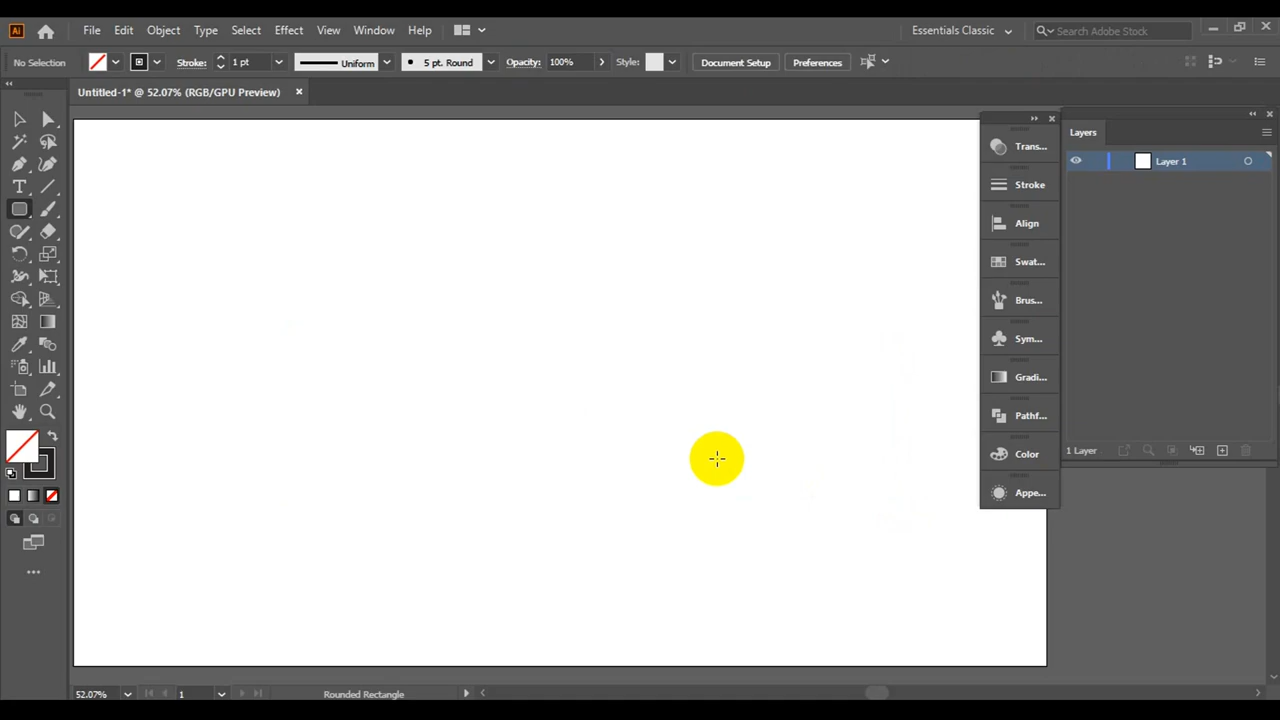 Ai File Edit Object Type Select Effect View Window Help Essentials Classic Search Adobe Stock
No Selection Stroke: 1 pt Uniform 5 pt. Round Opacity: 100% Style: Document Setup Preferences
Untitled-1* @ 52.07% (RGB/GPU Preview)
Layers
Layer 1
Trans...
Stroke
Align
Swat...
Brus...
Sym...
Gradi...
Pathf...
Color
Appe...
1 Layer
52.07% 1 Rounded Rectangle